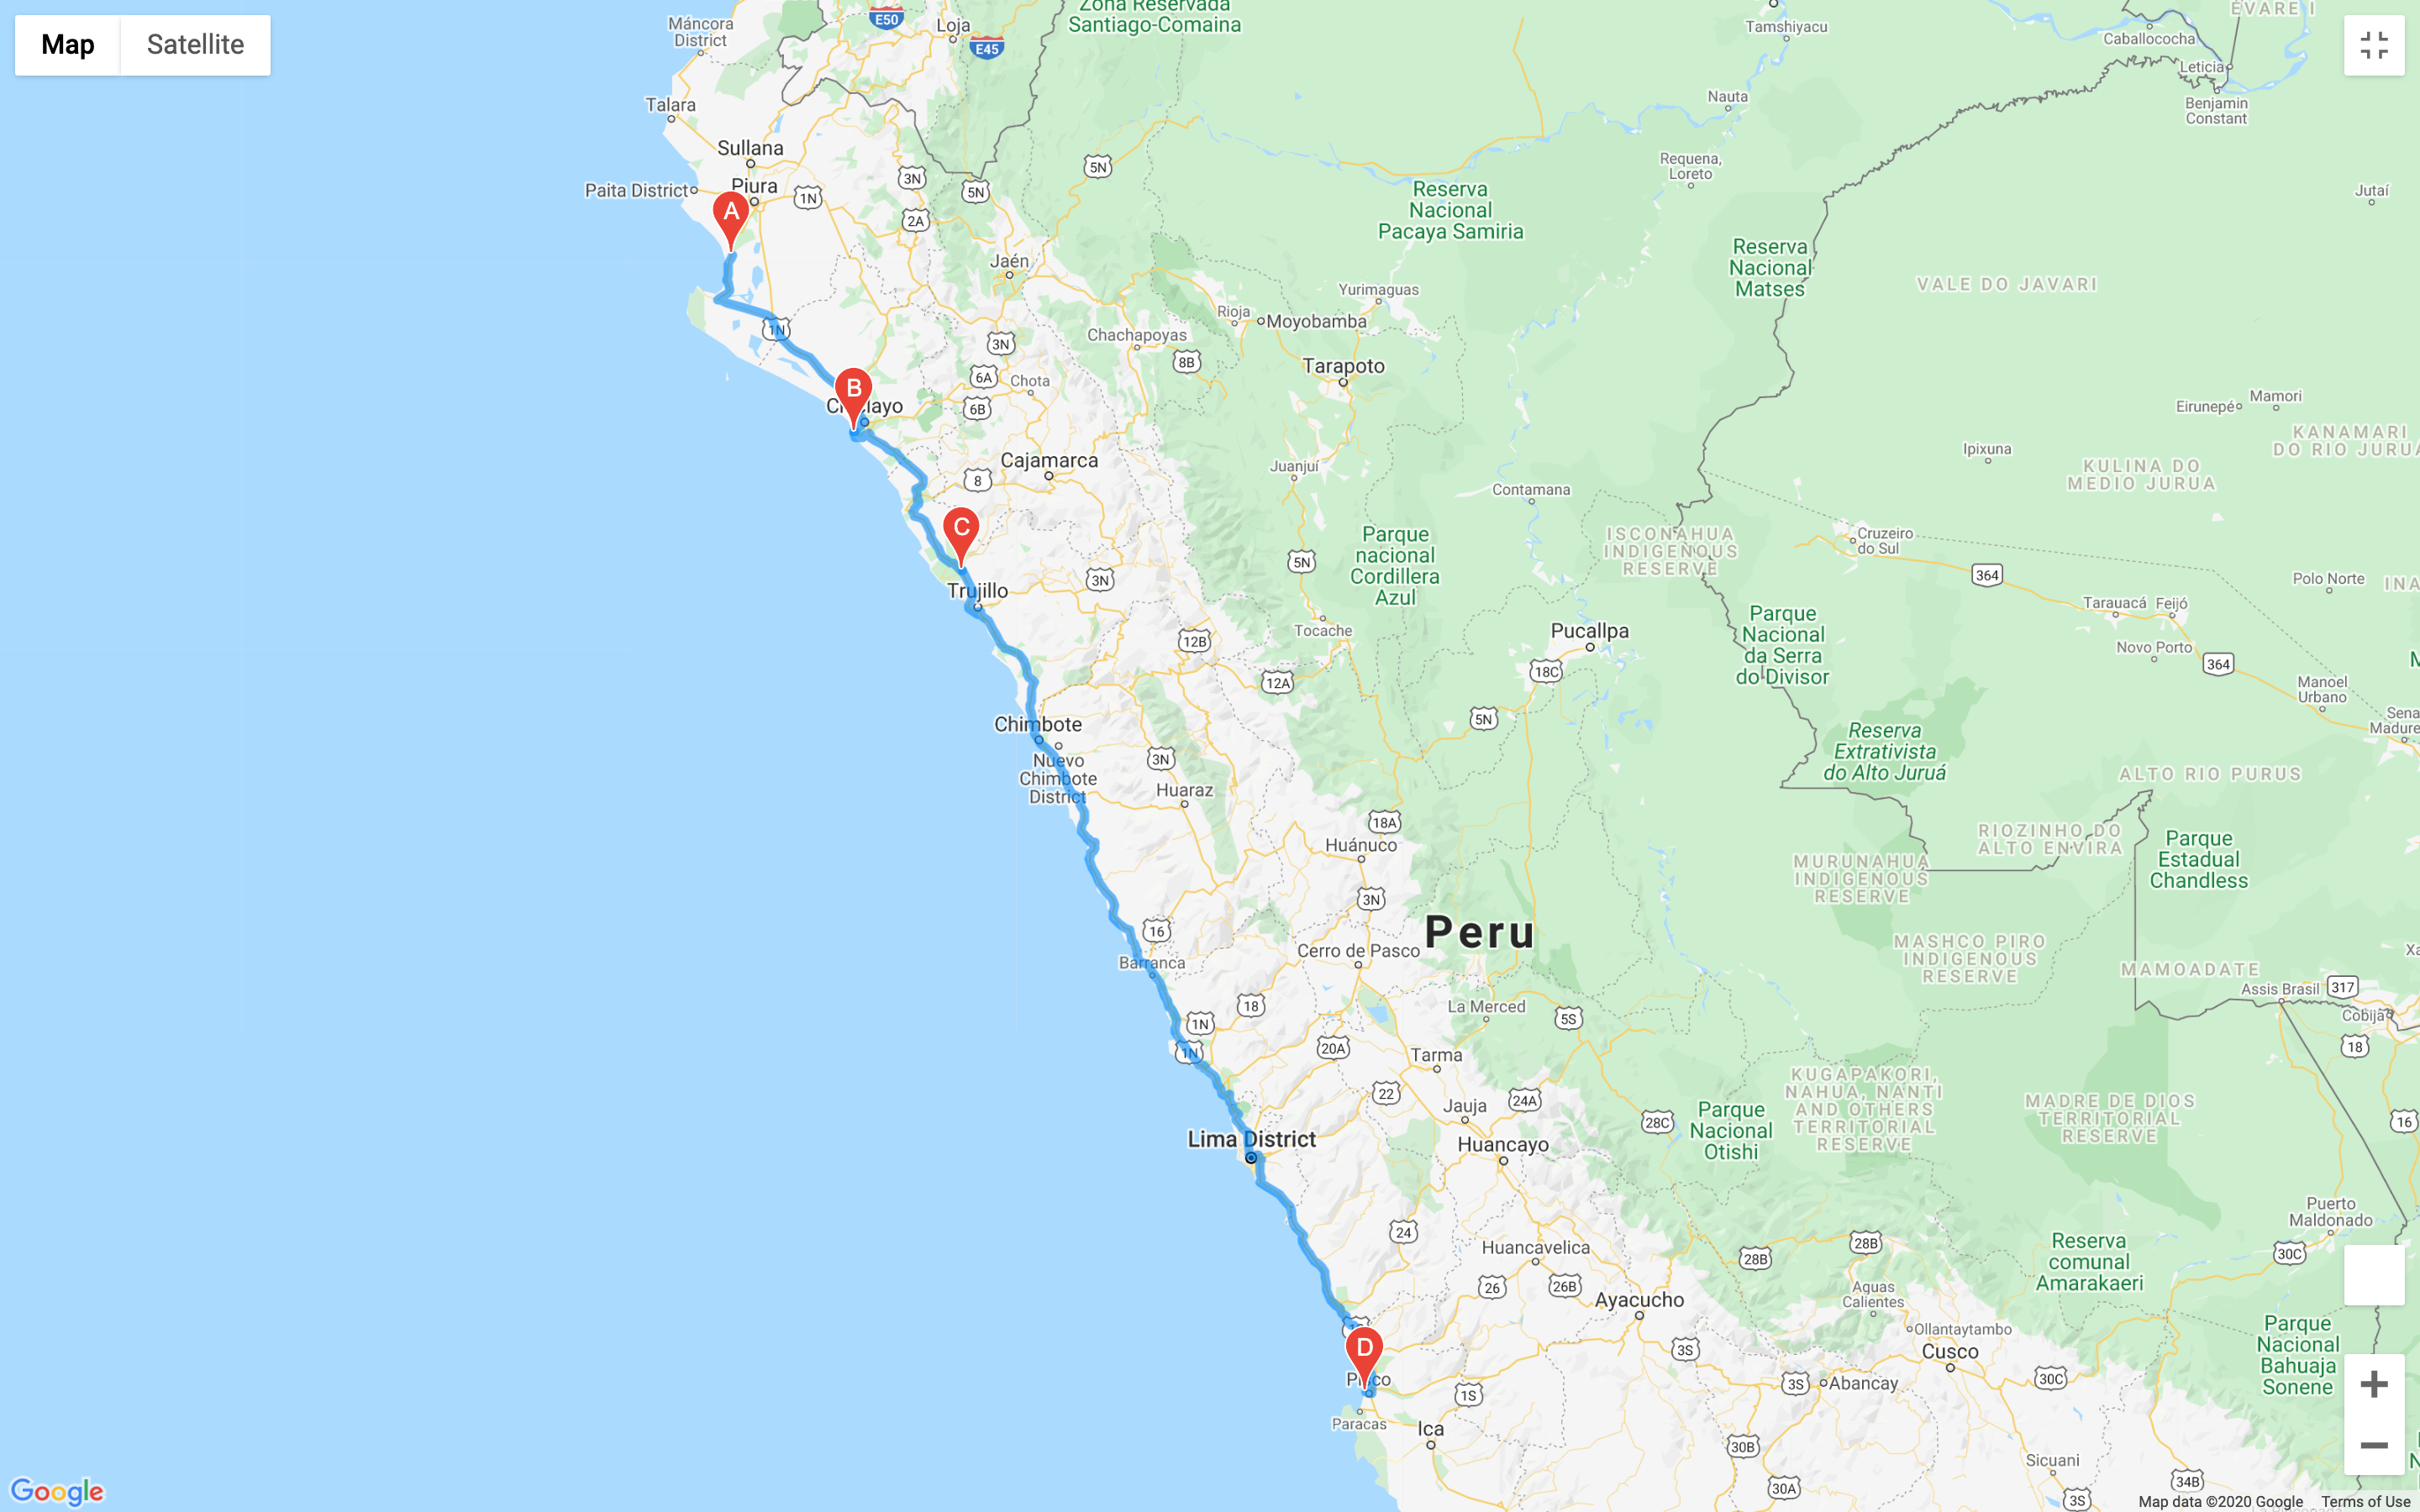 Map
Satellite
Máncora
District
E50
Loja
E45
Zona Reservada
Santiago-Comaina
Tamshiyacu
EVARE I
Caballococha
Leticia
Benjamin
Constant
Nauta
Talara
Sullana
Piura
Paita District
1N
3N
2A
5N
5N
Requena,
Loreto
Jutaí
A
Reserva
Nacional
Pacaya Samiria
Reserva
Nacional
Matses
VALE DO JAVARI
Jaén
Yurimaguas
Rioja
Moyobamba
Chachapoyas
1N
3N
8B
Tarapoto
6A
Chota
6B
B
Mamori
Eirunepé
KANAMARI
DO RIO JURUÁ
Ipixuna
KULINA DO
MEDIO JURUA
Cajamarca
8
Juanjuí
Contamana
C
Trujillo
3N
5N
Parque
nacional
Cordillera
Azul
ISCONAHUA
INDIGENOUS
RESERVE
Cruzeiro
do Sul
364
Polo Norte
Tarauacá
Feijó
Novo Porto
364
Manoel
Urbano
Sena
Madure
Tocache
12B
12A
Pucallpa
18C
5N
Parque
Nacional
da Serra
do Divisor
Reserva
Extrativista
do Alto Juruá
ALTO RIO PURUS
Chimbote
Nuevo
Chimbote
District
3N
Huaraz
18A
Huánuco
3N
RIOZINHO DO
ALTO ENVIRA
MURUNAHUA
INDIGENOUS
RESERVE
Parque
Estadual
Chandless
Peru
16
Barranca
Cerro de Pasco
MASHCO PIRO
INDIGENOUS
RESERVE
MAMOADATE
Assis Brasil
317
Cobija
18
La Merced
5S
18
1N
1N
20A
Tarma
22
Jauja
24A
28C
Huancayo
Parque
Nacional
Otishi
KUGAPAKORI,
NAHUA, NANTI
AND OTHERS
TERRITORIAL
RESERVE
MADRE DE DIOS
TERRITORIAL
RESERVE
16
Lima District
24
Huancavelica
26
26B
28B
28B
Puerto
Maldonado
30C
Reserva
comunal
Amarakaeri
Aguas
Calientes
Ayacucho
Ollantaytambo
Cusco
3S
3S
Abancay
30C
Parque
Nacional
Bahuaja
Sonene
D
Pisco
1S
Paracas
Ica
30B
30A
Sicuani
3S
34B
Google
Map data ©2020 Google
Terms of Use